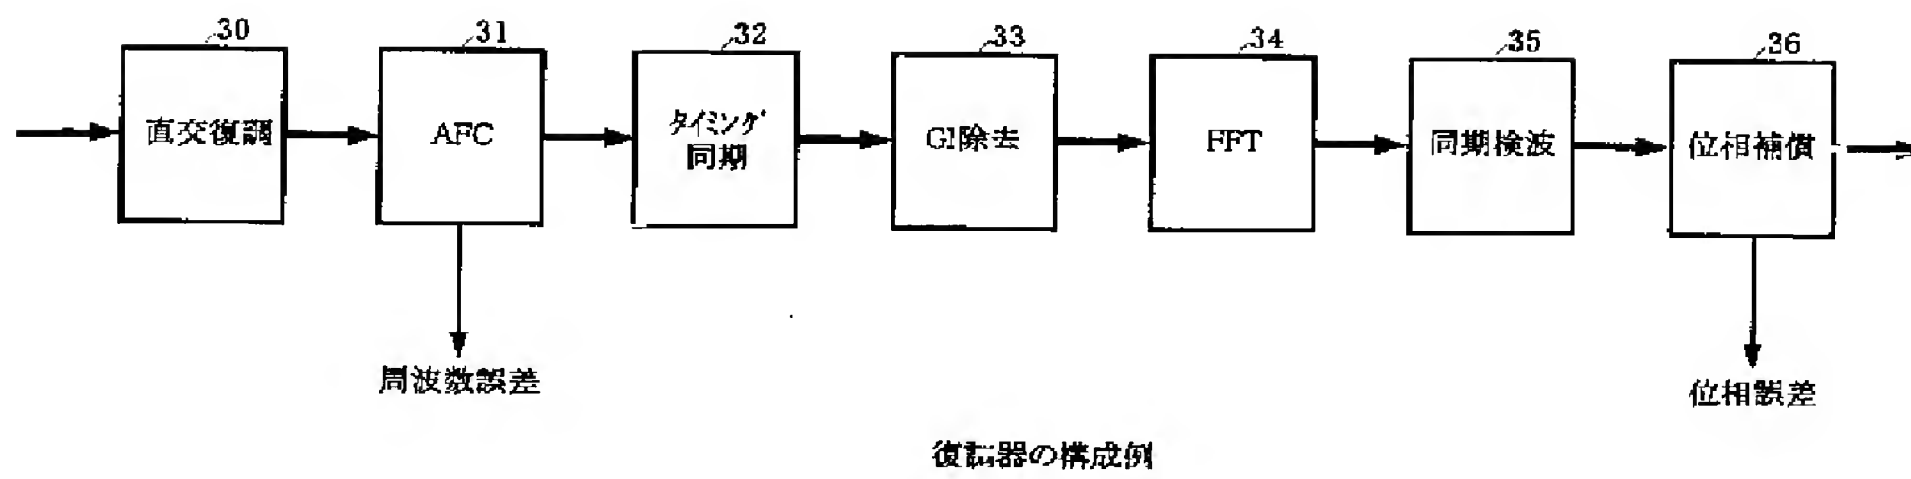 30
31
32
33
34
35
36
直交復調
AFC
タイミング
同期
GI除去
FFT
同期検波
位相補償
周波数誤差
位相誤差
復調器の構成例